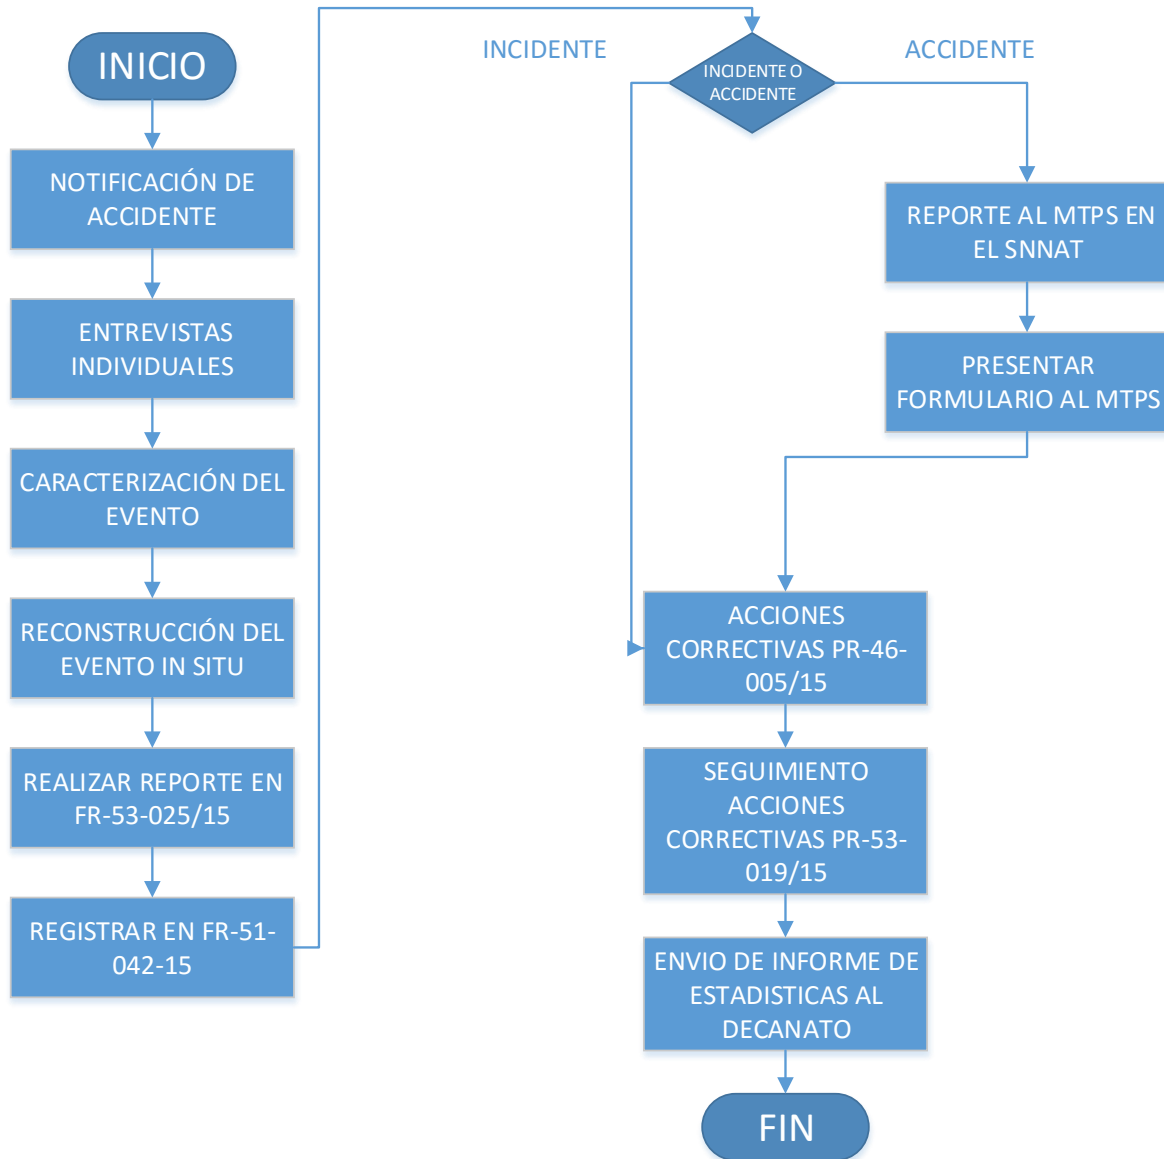 INICIO
NOTIFICACIÓN DE
ACCIDENTE
ENTREVISTAS
INDIVIDUALES
CARACTERIZACIÓN DEL
EVENTO
RECONSTRUCCIÓN DEL
EVENTO IN SITU
REALIZAR REPORTE EN
FR-53-025/15
REGISTRAR EN FR-51-
042-15
INCIDENTE O
ACCIDENTE
INCIDENTE
ACCIDENTE
REPORTE AL MTPS EN
EL SNNAT
PRESENTAR
FORMULARIO AL MTPS
ACCIONES
CORRECTIVAS PR-46-
005/15
SEGUIMIENTO
ACCIONES
CORRECTIVAS PR-53-
019/15
ENVIO DE INFORME DE
ESTADISTICAS AL
DECANATO
FIN